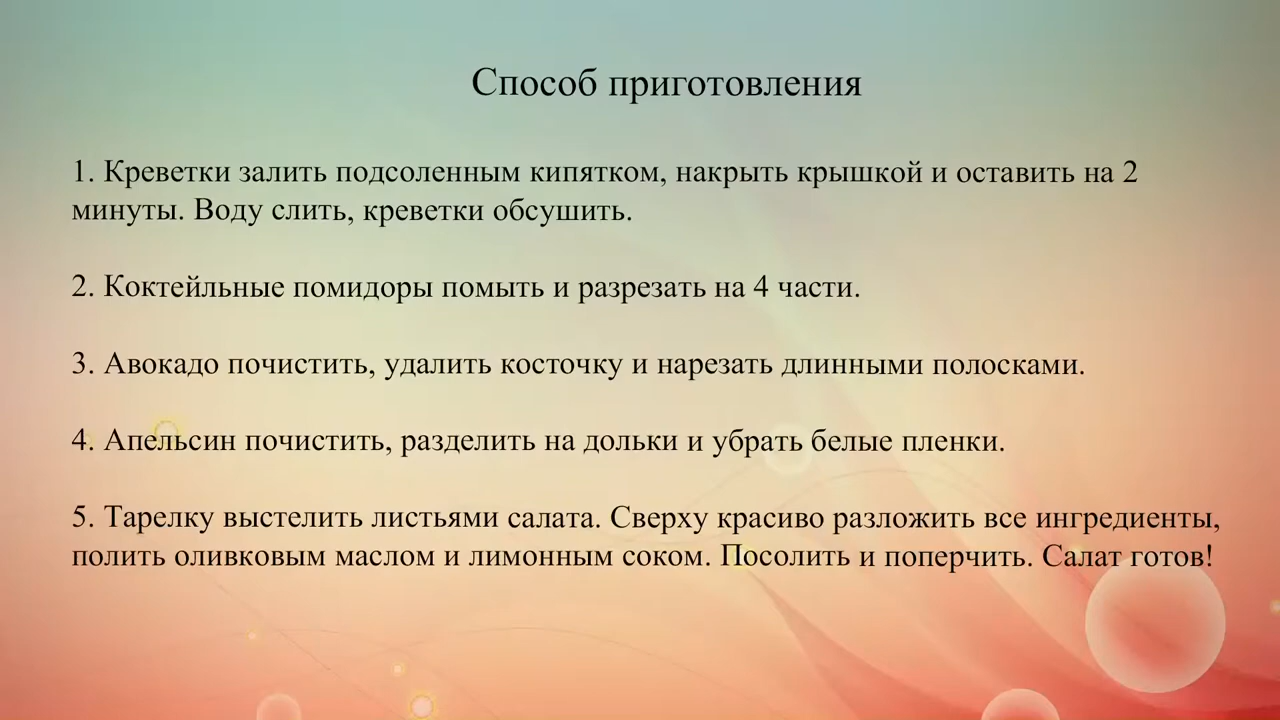 Способ приготовления
1. Креветки залить подсоленным кипятком, накрыть крышкой и оставить на 2
минуты. Воду слить, креветки обсушить.
2. Коктейльные помидоры помыть и разрезать на 4 части.
3. Авокадо почистить, удалить косточку и нарезать длинными полосками.
4. Апельсин почистить, разделить на дольки и убрать белые пленки.
5. Тарелку выстелить листьями салата. Сверху красиво разложить все ингредиенты,
полить оливковым маслом и лимонным соком. Посолить и поперчить. Салат готов!